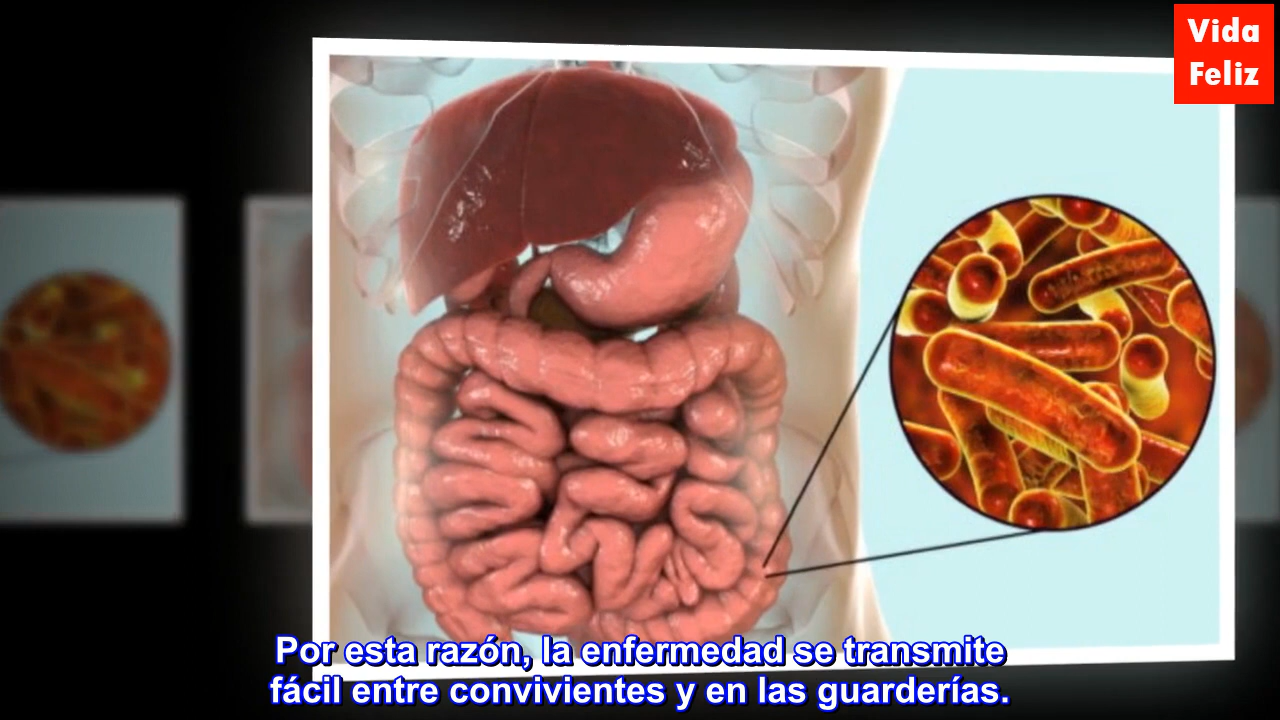 Vida
Feliz
Por esta razón, la enfermedad se transmite
fácil entre convivientes y en las guarderías.